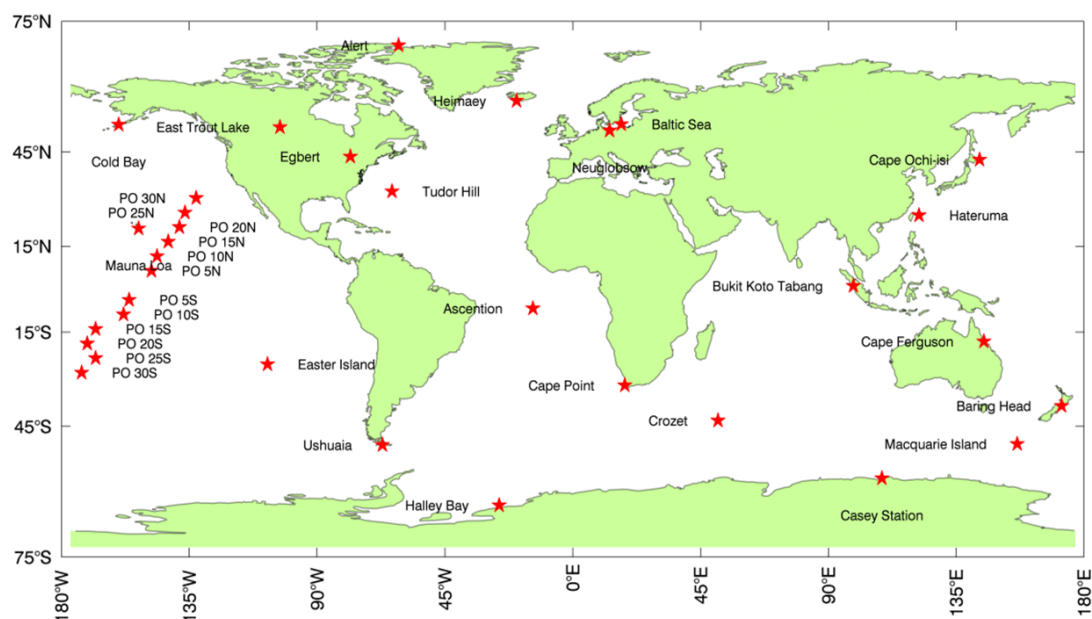 75°N
Alert
Heimaey
East Trout Lake
Baltic Sea
45°N
Egbert
Cold Bay
Neuglobsow
Cape Ochi-isi
PO 30N
Tudor Hill
PO 25N
Hateruma
PO 20N
15°N
PO 15N
PO 10N
Mauna Loa
PO 5N
Bukit Koto Tabang
PO 5S
Ascention
PO 10S
15°S
PO 15S
PO 20S
Cape Ferguson
PO 25S
Easter Island
PO 30S
Cape Point
Baring Head
Crozet
45°S
Ushuaia
Macquarie Island
Halley Bay
Casey Station
75°S
180°W
135°W
90°W
45°W
0°E
45°E
90°E
135°E
180°E